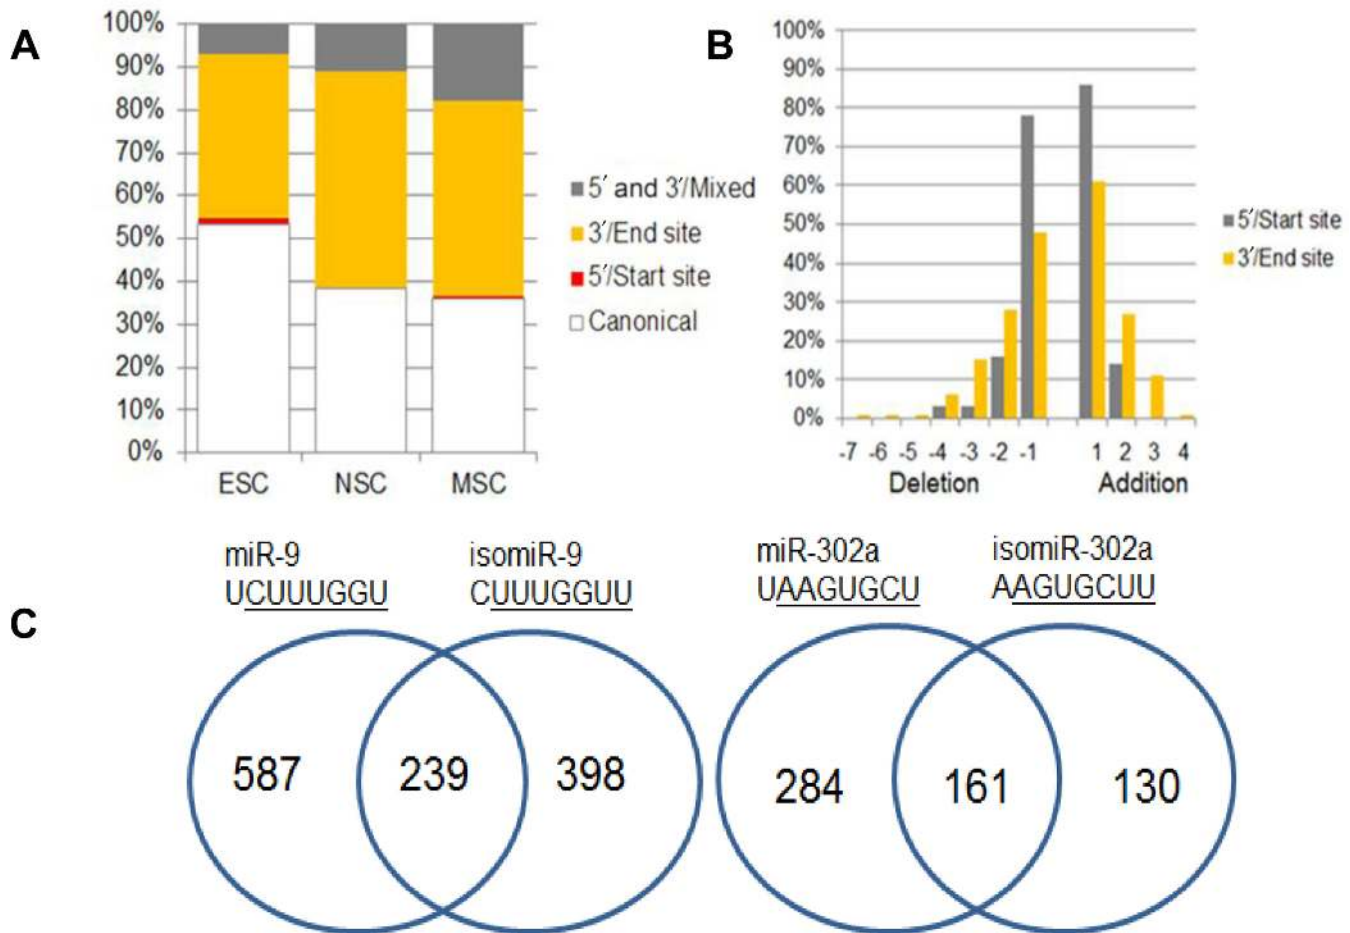 A
100%
90%
80%
70%
60%
50%
40%
30%
20%
10%
0%
ESC NSC MSC
5′ and 3′/Mixed
3′/End site
5′/Start site
Canonical
B
100%
90%
80%
70%
60%
50%
40%
30%
20%
10%
0%
-7 -6 -5 -4 -3 -2 -1 1 2 3 4
Deletion Addition
5′/Start site
3′/End site
C
miR-9 isomiR-9 miR-302a isomiR-302a
UCUUUGGU CUUUGGUU UAAGUGCU AAGUGCUU
587 239 398 284 161 130